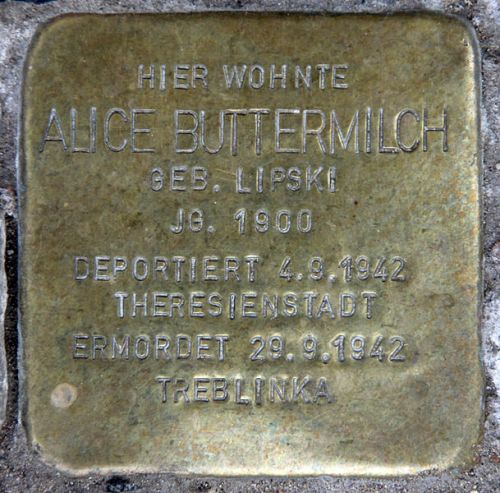 HIER WOHNTE
ALICE BUTTERMILCH
GEB. LIPSKI
JG. 1900
DEPORTIERT 4.9.1942
THERESIENSTADT
ERMORDET 29.9.1942
TREBLINKA